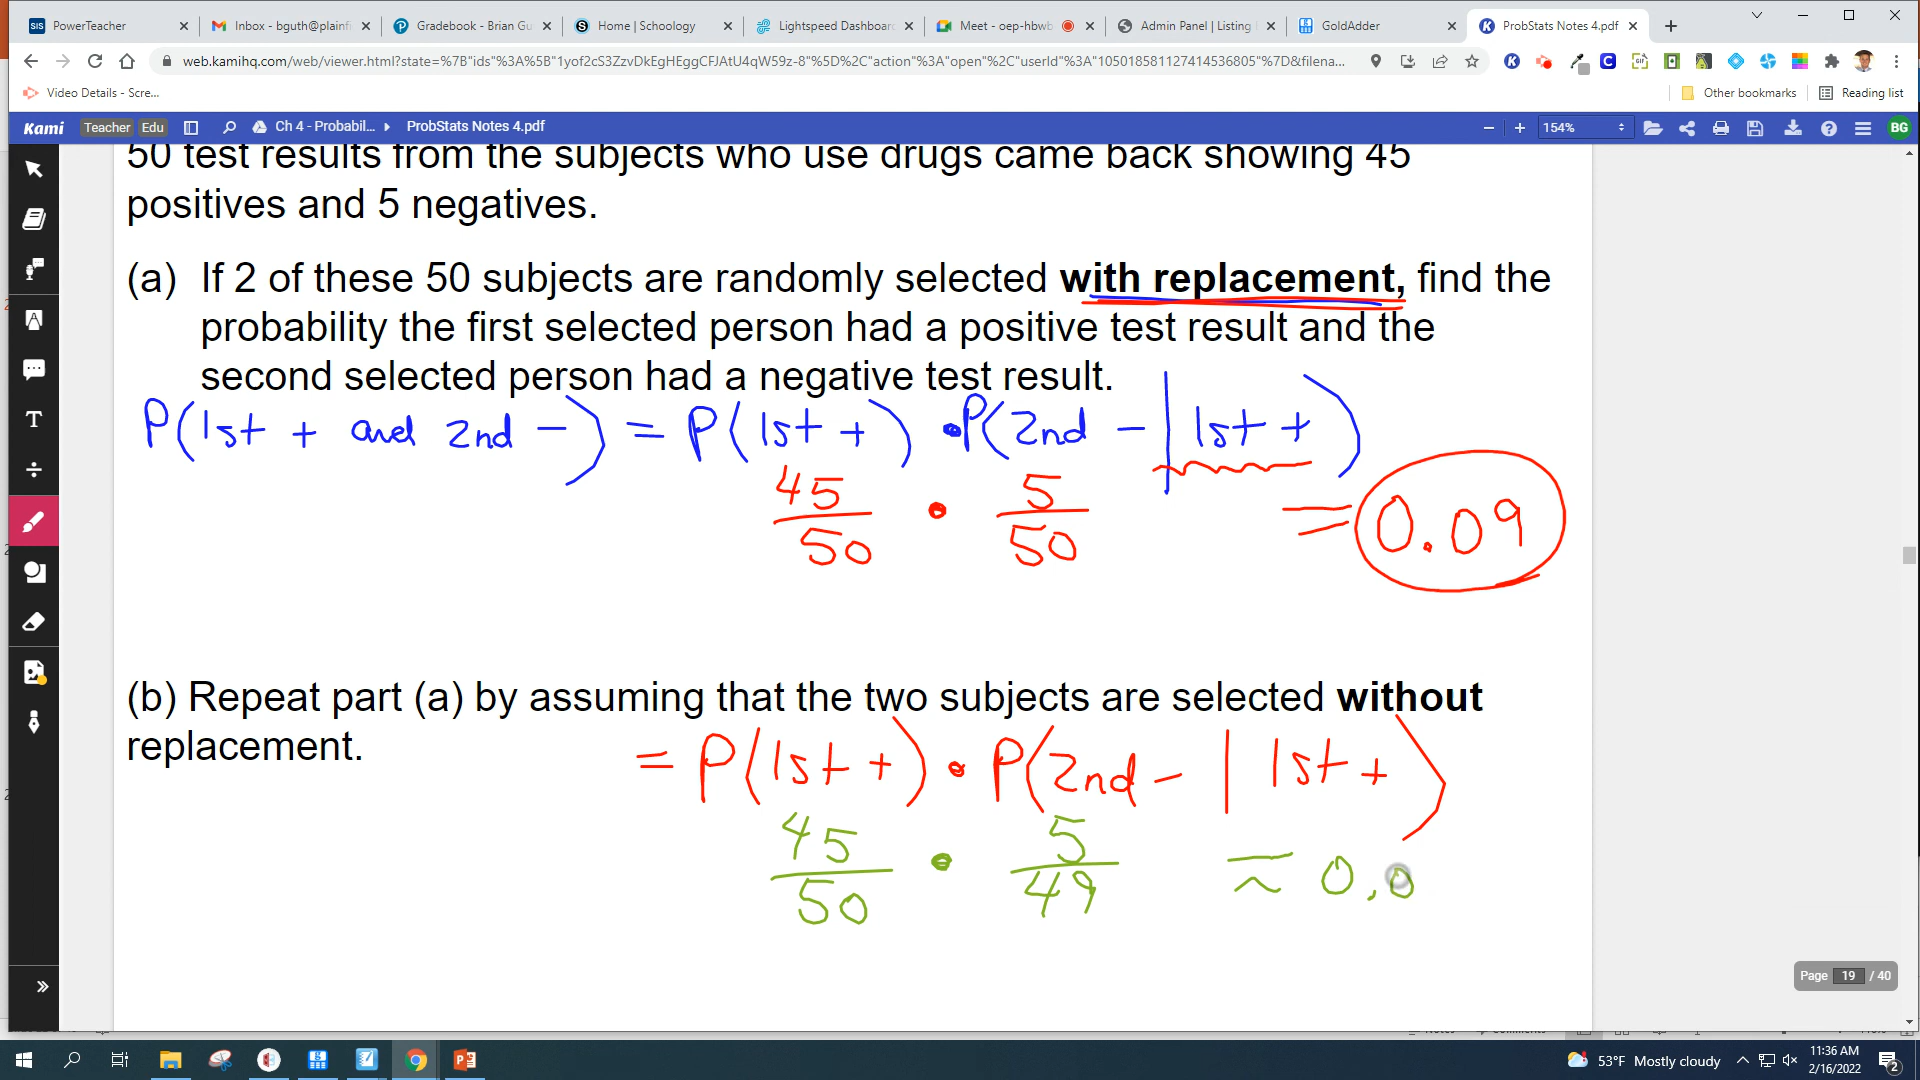 PowerTeacher
Inbox - bguth@plainfi
Gradebook - Brian Gu
Home | Schoology
Lightspeed Dashboar
Meet - oep-hbwb
Admin Panel | Listing
GoldAdder
ProbStats Notes 4.pdf
web.kamihq.com/web/viewer.html?state=%7B"ids"%3A%5B"1yof2cS3ZzvDkEgHEggCFJAtU4qW59z-8"%5D%2C"action"%3A"open"%2C"userId"%3A"105018581127414536805"%7D&filena...
Video Details - Scre...
Other bookmarks
Reading list
Kami Teacher Edu
Ch 4 - Probabil...
ProbStats Notes 4.pdf
154%
BG
50 test results from the subjects who use drugs came back showing 45
positives and 5 negatives.
(a) If 2 of these 50 subjects are randomly selected with replacement, find the
probability the first selected person had a positive test result and the
second selected person had a negative test result.
P(1st + and 2nd -) = P(1st +) • P(2nd - | 1st +)
45/50 • 5/50 = 0.09
(b) Repeat part (a) by assuming that the two subjects are selected without
replacement.
= P(1st +) • P(2nd - | 1st +)
45/50 • 5/49 ≈ 0.0
Page 19 / 40
53°F Mostly cloudy
11:36 AM
2/16/2022
2